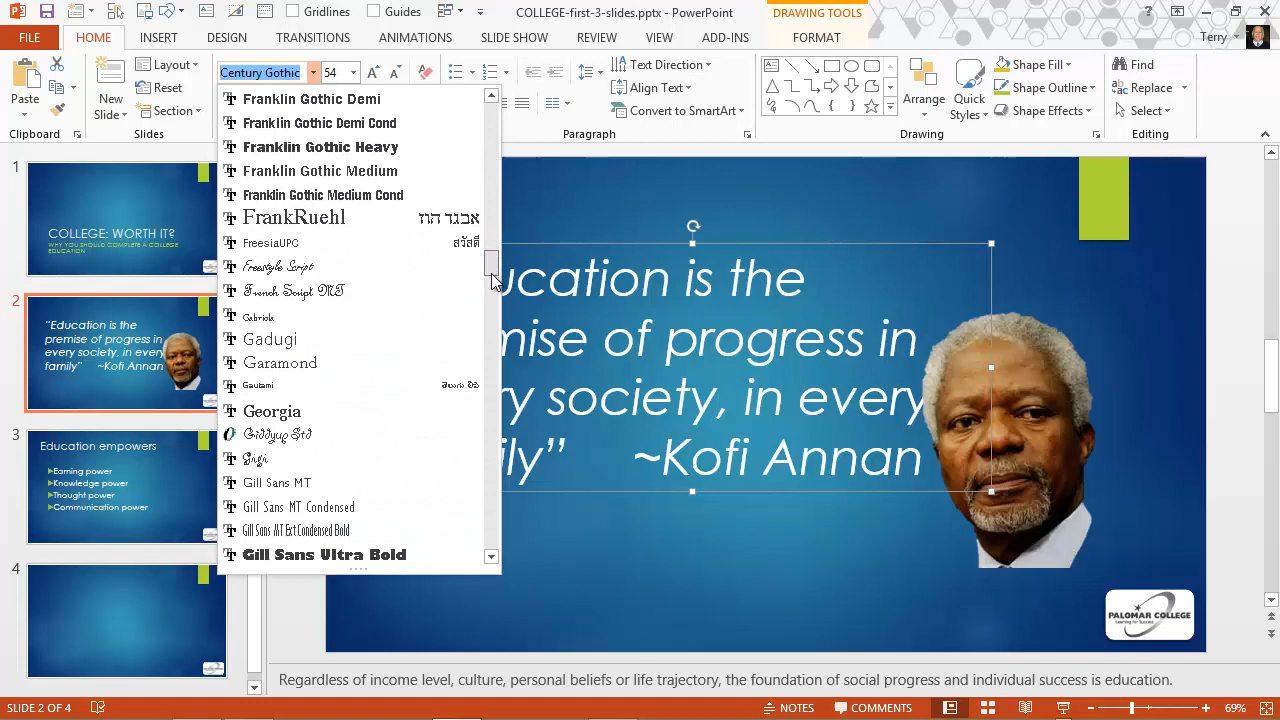 COLLEGE-first-3-slides.pptx - PowerPoint
DRAWING TOOLS
Gridlines
Guides
FILE
HOME
INSERT
DESIGN
TRANSITIONS
ANIMATIONS
SLIDE SHOW
REVIEW
VIEW
ADD-INS
FORMAT
Terry
Paste
New
Slide
Layout
Reset
Section
Century Gothic
54
Text Direction
Align Text
Convert to SmartArt
Arrange
Quick
Styles
Shape Fill
Shape Outline
Shape Effects
Find
Replace
Select
Clipboard
Slides
Paragraph
Drawing
Editing
Franklin Gothic Demi
Franklin Gothic Demi Cond
Franklin Gothic Heavy
Franklin Gothic Medium
Franklin Gothic Medium Cond
FrankRuehl אבגד הוז
FreesiaUPC สวัสดี
Freestyle Script
French Script MT
Gabriola
Gadugi
Garamond
Gautami
Georgia
Giddyup Std
Gigi
Gill Sans MT
Gill Sans MT Condensed
Gill Sans MT Ext Condensed Bold
Gill Sans Ultra Bold
1
COLLEGE: WORTH IT?
WHY YOU SHOULD COMPLETE A COLLEGE
EDUCATION
2
“Education is the
premise of progress in
every society, in every
family” ~Kofi Annan
3
Education empowers
Earning power
Knowledge power
Thought power
Communication power
4
ucation is the
mise of progress in
ry society, in every
ily” ~Kofi Annan
PALOMAR COLLEGE
Learning for Success
Regardless of income level, culture, personal beliefs or life trajectory, the foundation of social progress and individual success is education.
SLIDE 2 OF 4
NOTES
COMMENTS
69%